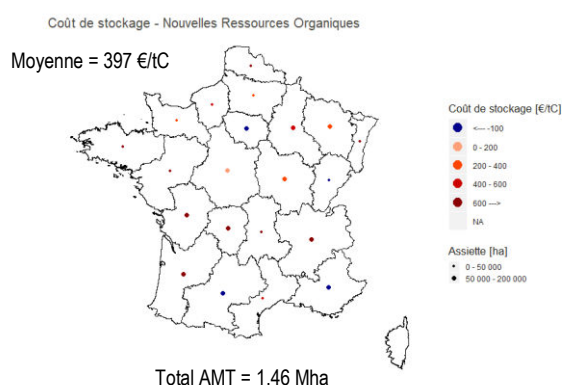 Coût de stockage - Nouvelles Ressources Organiques
Moyenne = 397 €/tC
Coût de stockage [€/tC]
<--- -100
0 - 200
200 - 400
400 - 600
600 --->
NA
Assiette [ha]
0 - 50 000
50 000 - 200 000
Total AMT = 1.46 Mha